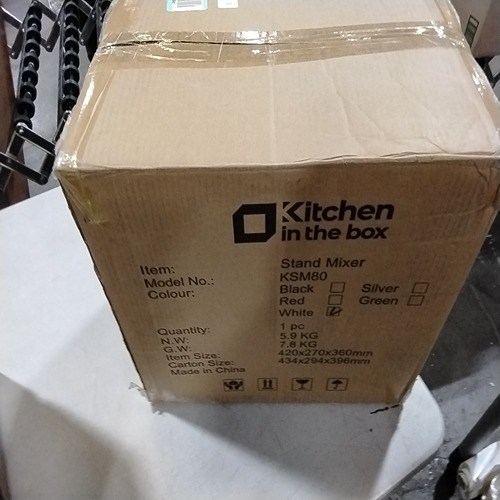 Kitchen
in the box
Item: Stand Mixer
Model No.: KSM80
Colour: Black Silver
Red Green
White
Quantity: 1 pc
N.W: 5.9 KG
G.W: 7.8 KG
Item Size: 420x270x360mm
Carton Size: 434x294x396mm
Made in China